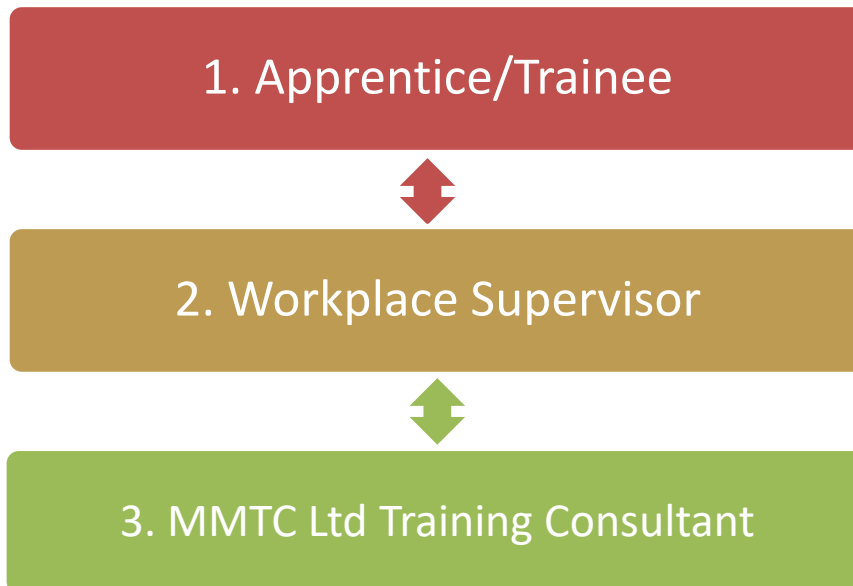 1. Apprentice/Trainee
2. Workplace Supervisor
3. MMTC Ltd Training Consultant